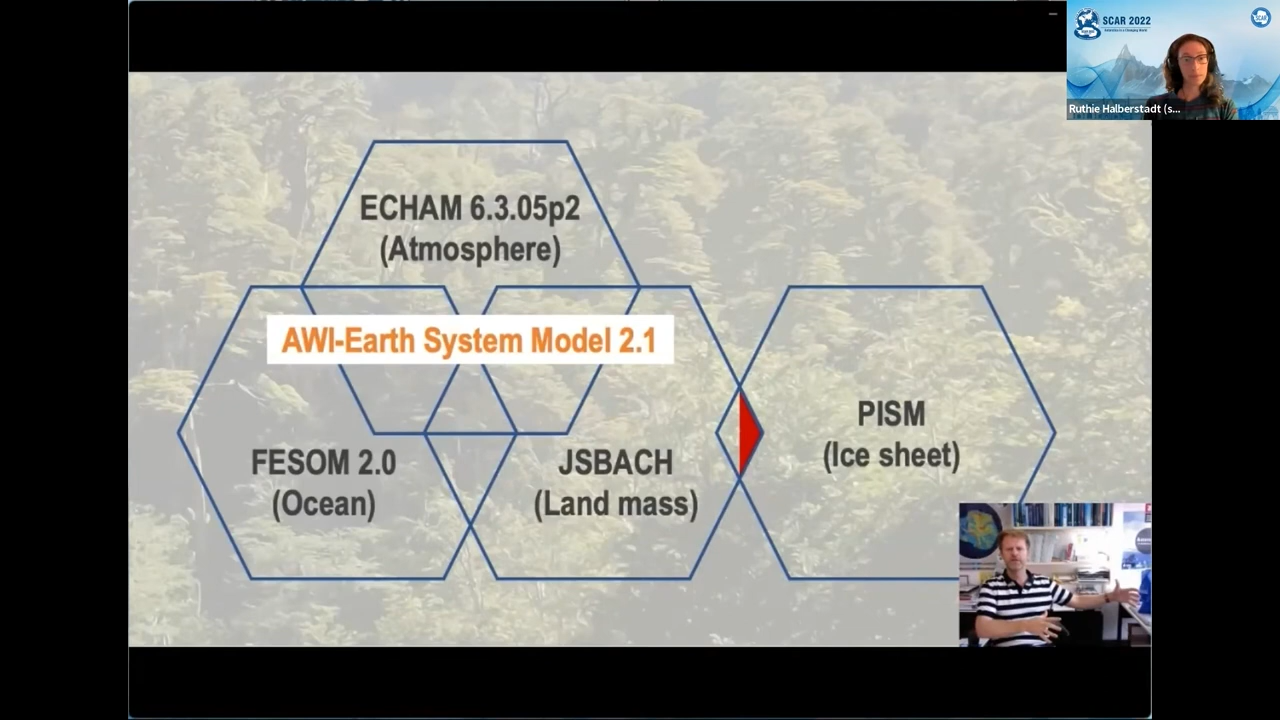 SCAR 2022
Ruthie Halberstadt (s...
ECHAM 6.3.05p2
(Atmosphere)
AWI-Earth System Model 2.1
FESOM 2.0
(Ocean)
JSBACH
(Land mass)
PISM
(Ice sheet)